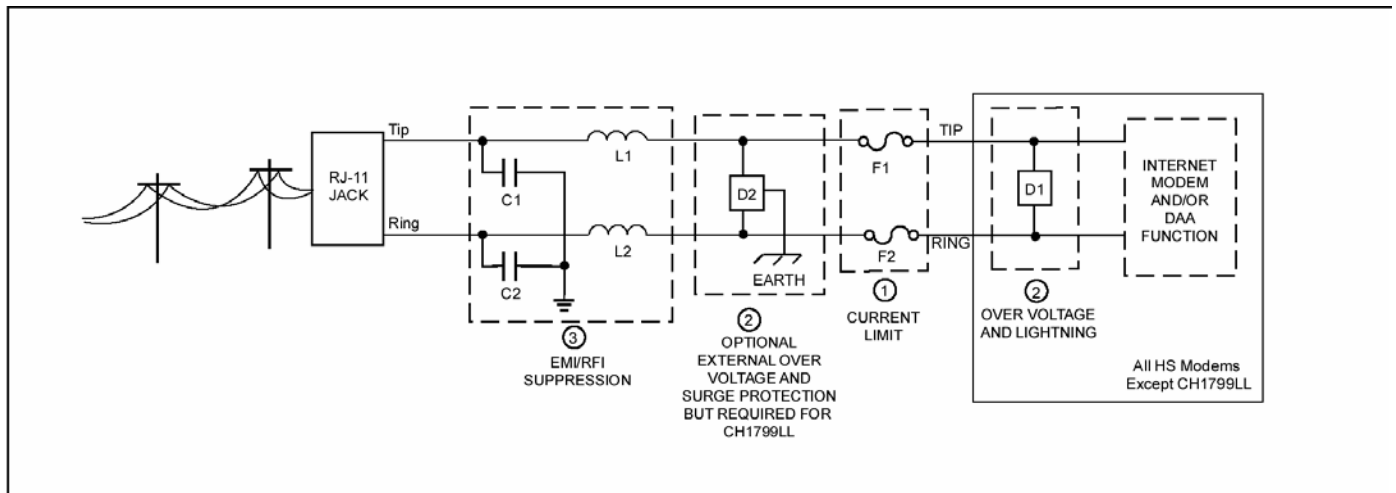 Tip
RJ-11
JACK
Ring
C1
C2
L1
L2
③
EMI/RFI
SUPPRESSION
D2
EARTH
②
OPTIONAL
EXTERNAL OVER
VOLTAGE AND
SURGE PROTECTION
BUT REQUIRED FOR
CH1799LL
F1
F2
①
CURRENT
LIMIT
TIP
RING
D1
②
OVER VOLTAGE
AND LIGHTNING
INTERNET
MODEM
AND/OR
DAA
FUNCTION
All HS Modems
Except CH1799LL